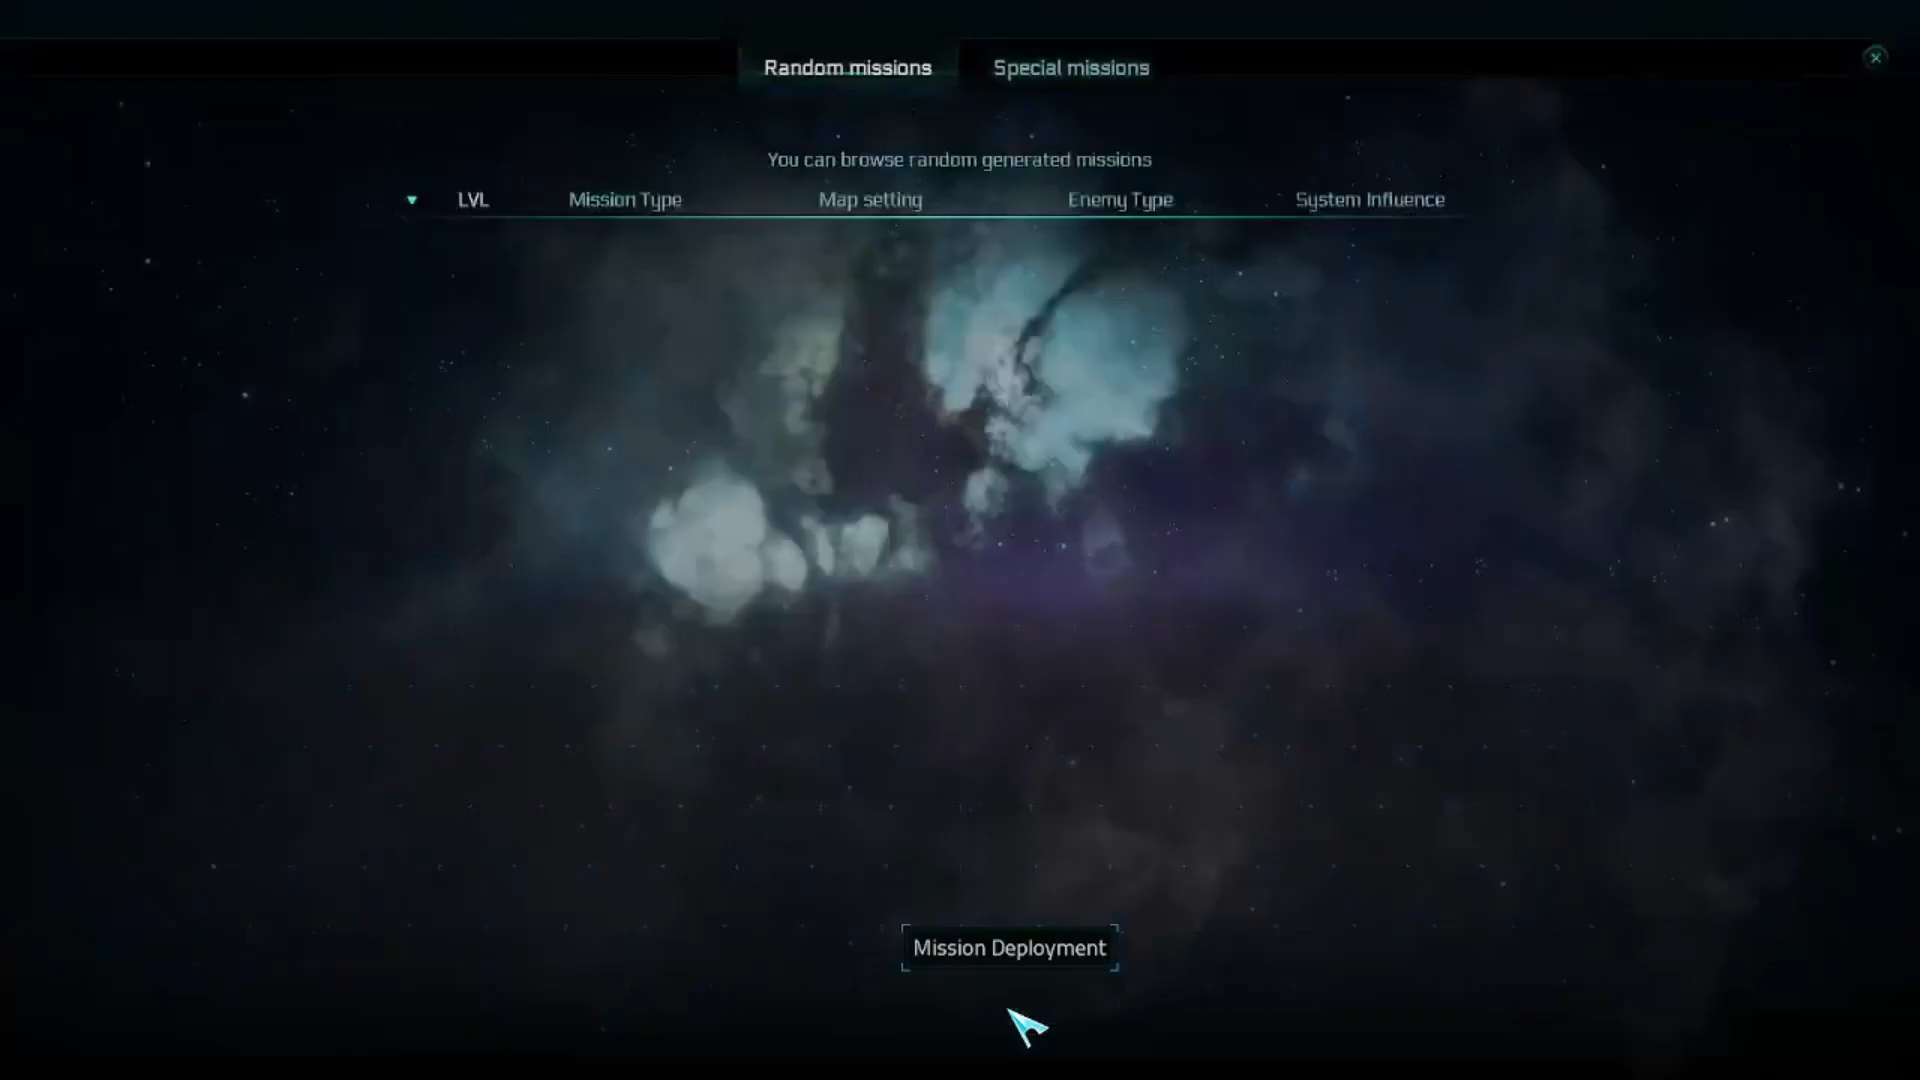 Random missions Special missions
You can browse random generated missions
LVL Mission Type Map setting Enemy Type System Influence
Mission Deployment